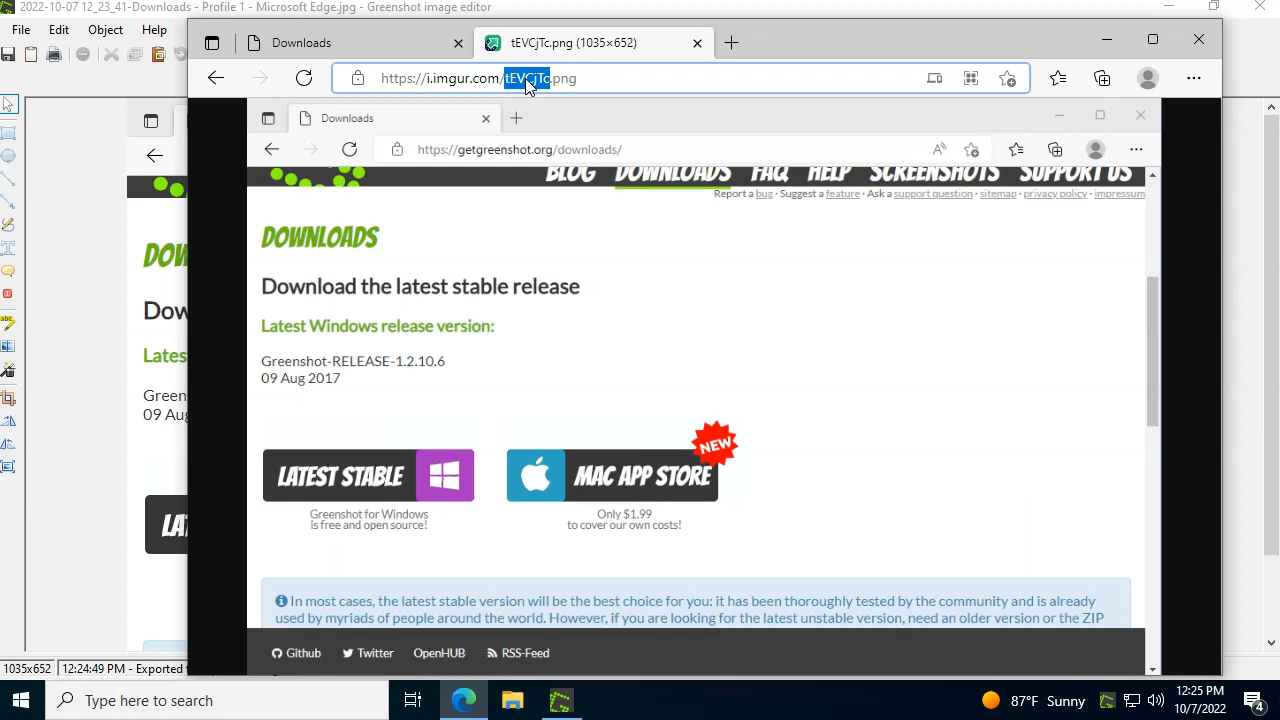 2022-10-07 12_23_41-Downloads - Profile 1 - Microsoft Edge.jpg - Greenshot image editor
File Edit Object Help
Downloads
tEVCjTc.png (1035×652)
https://i.imgur.com/tEVCjTc.png
Downloads
https://getgreenshot.org/downloads/
BLOG DOWNLOADS FAQ HELP SCREENSHOTS SUPPORT US
Report a bug · Suggest a feature · Ask a support question · sitemap · privacy policy · impressum
DOWNLOADS
Download the latest stable release
Latest Windows release version:
Greenshot-RELEASE-1.2.10.6
09 Aug 2017
LATEST STABLE
Greenshot for Windows
is free and open source!
NEW
MAC APP STORE
Only $1.99
to cover our own costs!
In most cases, the latest stable version will be the best choice for you: it has been thoroughly tested by the community and is already
used by myriads of people around the world. However, if you are looking for the latest unstable version, need an older version or the ZIP
Github Twitter OpenHUB RSS-Feed
DOW
Dow
Lates
Green
09 Aug
LA
1035x652 12:24:49 PM - Exported t
Type here to search
87°F Sunny
12:25 PM
10/7/2022
4